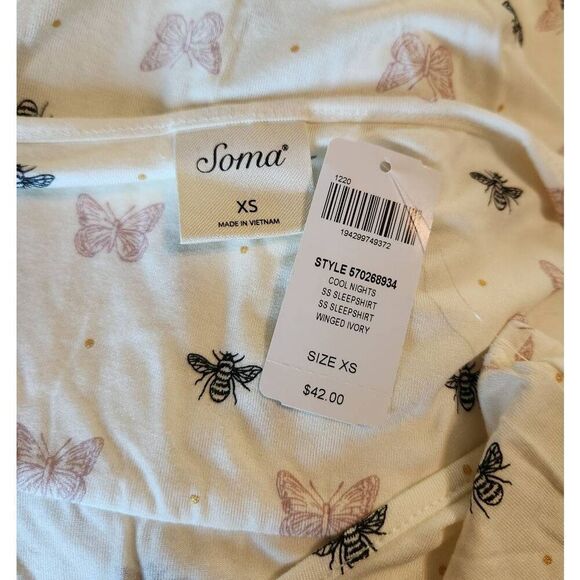 Soma®
XS
MADE IN VIETNAM
1220
194299749372
STYLE 570268934
COOL NIGHTS
SS SLEEPSHIRT
SS SLEEPSHIRT
WINGED IVORY
SIZE XS
$42.00